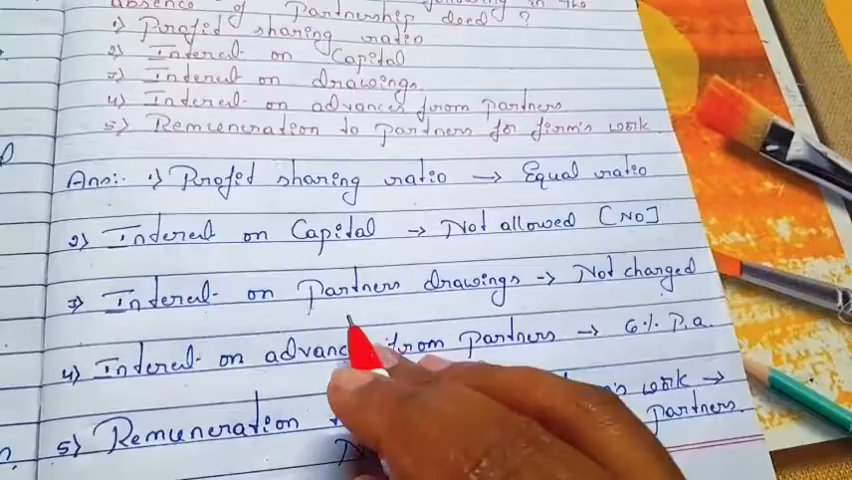 absence of Partnership deed ?
1) Profit sharing ratio
2) Interest on Capital
3) Interest on drawings.
4) Interest on advances from partners
5) Remuneration to partners for firm's work.
Ans:- 1) Profit sharing ratio → Equal ratio
2) Interest on Capital → Not allowed [NO]
3) Interest on Partners drawings → Not charged
4) Interest on advance from partners → 6% P.a.
5) Remuneration work →
partners.